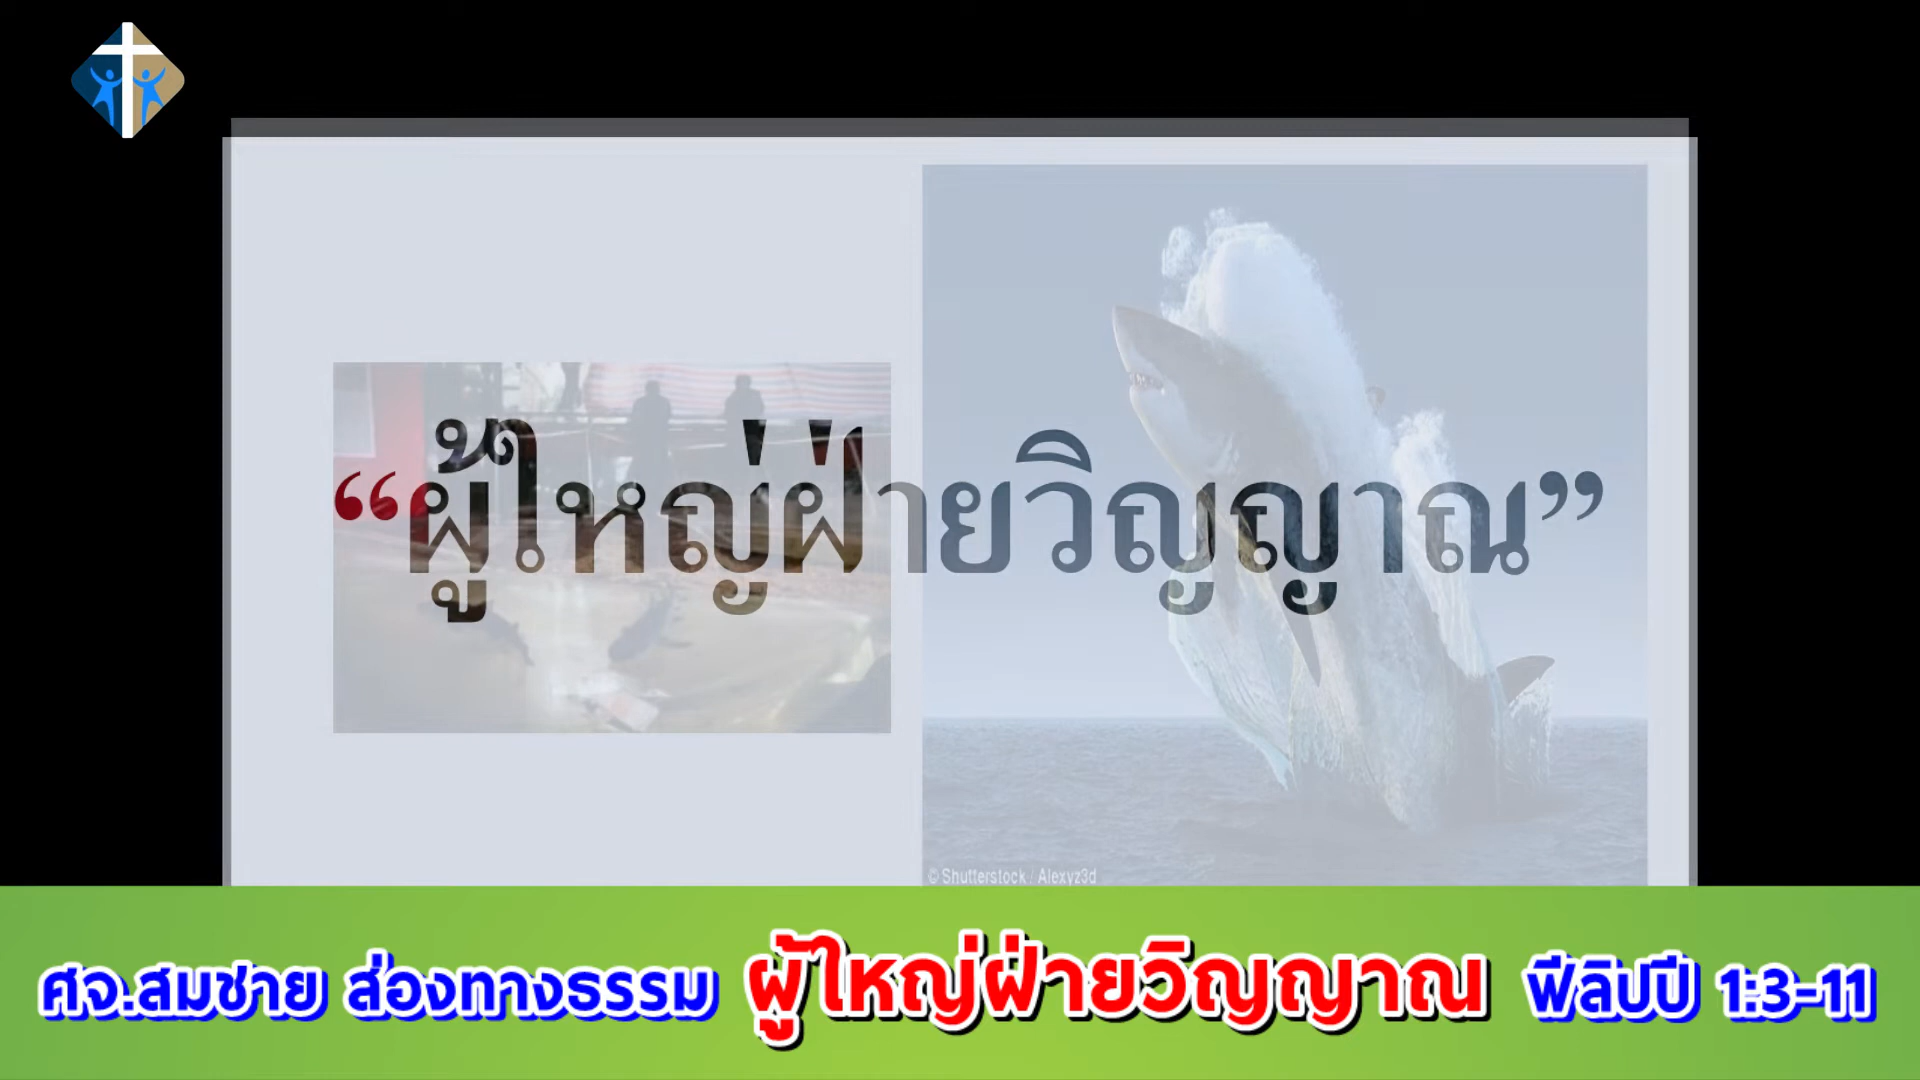 “ผู้ใหญ่ฝ่ายวิญญาณ”
© Shutterstock / Alexyz3d
ศจ.สมชาย ส่องทางธรรม ผู้ใหญ่ฝ่ายวิญญาณ ฟีลิปปี 1:3-11